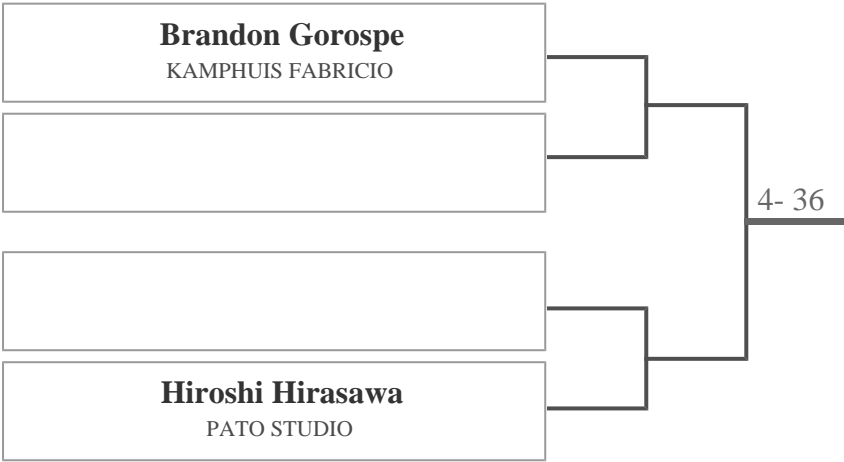 Brandon Gorospe
KAMPHUIS FABRICIO
4- 36
Hiroshi Hirasawa
PATO STUDIO